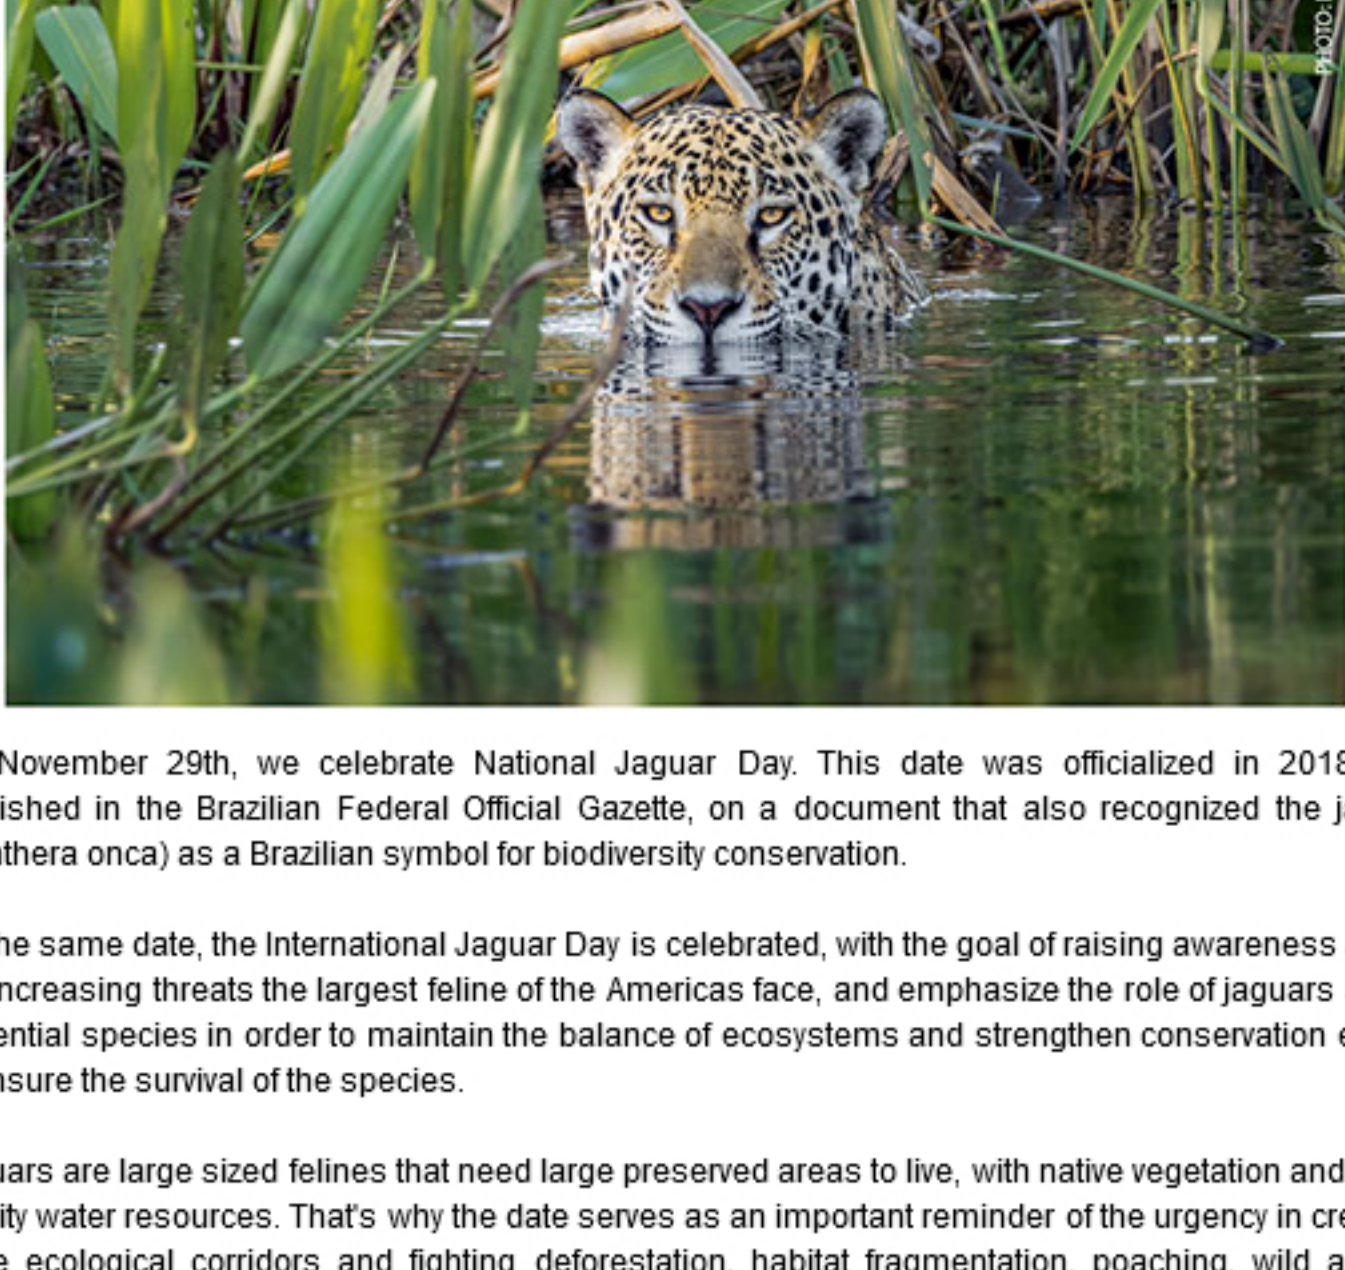 PHOTO:
November 29th, we celebrate National Jaguar Day. This date was officialized in 2018
ished in the Brazilian Federal Official Gazette, on a document that also recognized the
thera onca) as a Brazilian symbol for biodiversity conservation.
he same date, the International Jaguar Day is celebrated, with the goal of raising awareness
ncreasing threats the largest feline of the Americas face, and emphasize the role of jaguars
ential species in order to maintain the balance of ecosystems and strengthen conservation
nsure the survival of the species.
uars are large sized felines that need large preserved areas to live, with native vegetation and
ity water resources. That's why the date serves as an important reminder of the urgency in cre
e ecological corridors and fighting deforestation, habitat fragmentation, poaching, wild a